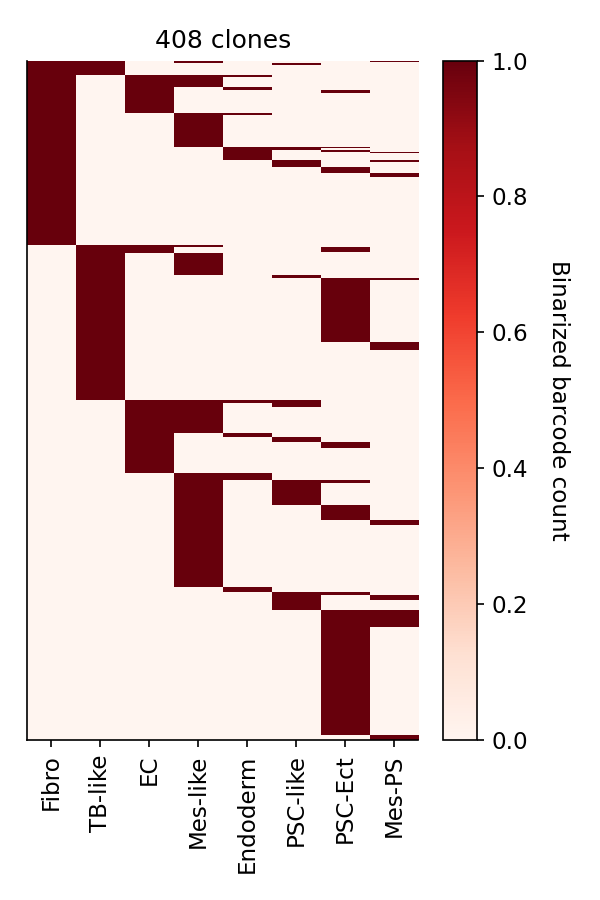 408 clones
1.0
0.8
0.6
0.4
0.2
0.0
Binarized barcode count
Fibro
TB-like
EC
Mes-like
Endoderm
PSC-like
PSC-Ect
Mes-PS